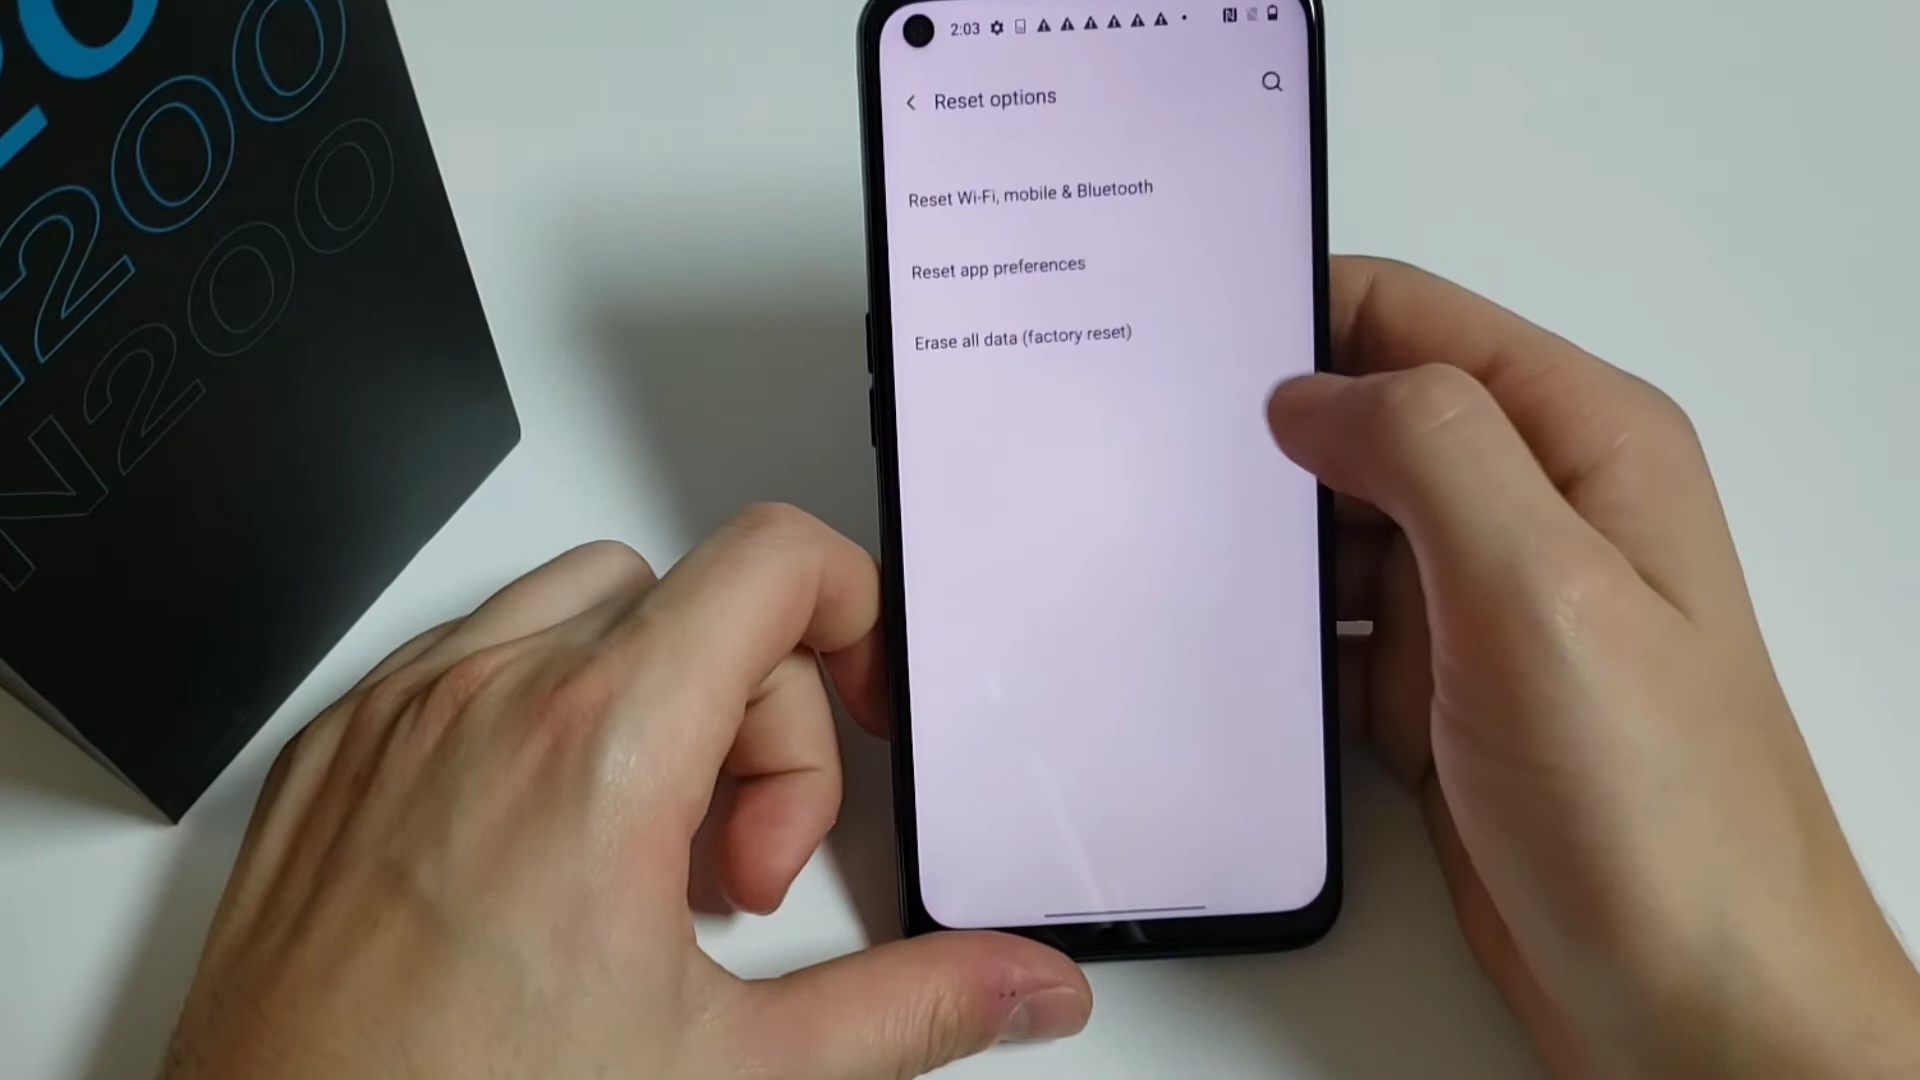 200
N200
N200
2:03
Reset options
Reset Wi-Fi, mobile & Bluetooth
Reset app preferences
Erase all data (factory reset)